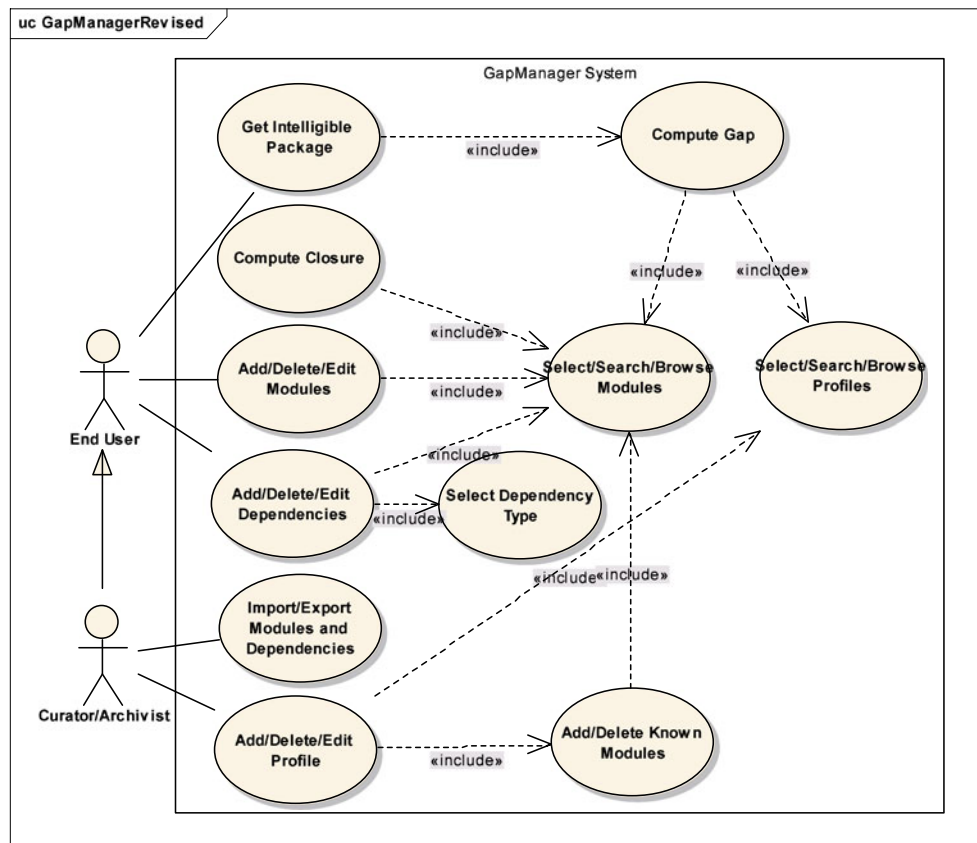 uc GapManagerRevised
GapManager System
Get Intelligible
Package
«include»
Compute Gap
Compute Closure
«include»
«include»
«include»
Add/Delete/Edit
Modules
«include»
Select/Search/Browse
Modules
Select/Search/Browse
Profiles
End User
«include»
Add/Delete/Edit
Dependencies
«include»
Select Dependency
Type
«include»
«include»
Import/Export
Modules and
Dependencies
Curator/Archivist
Add/Delete/Edit
Profile
«include»
Add/Delete Known
Modules